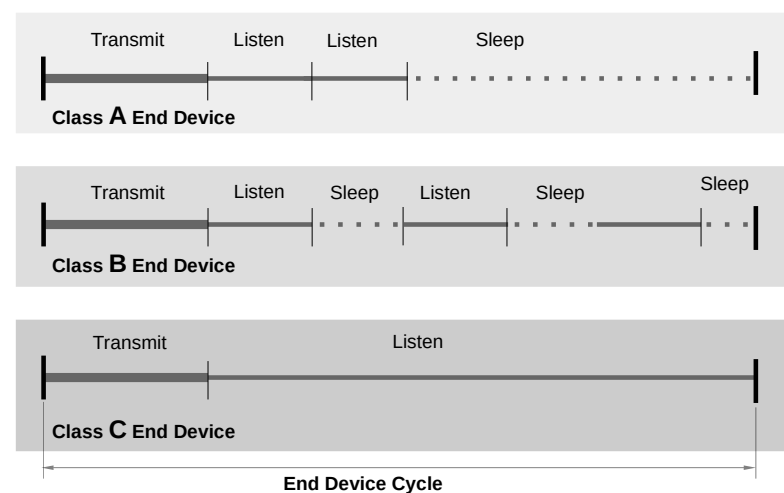 Transmit Listen Listen Sleep
Class A End Device
Transmit Listen Sleep Listen Sleep Sleep
Class B End Device
Transmit Listen
Class C End Device
End Device Cycle